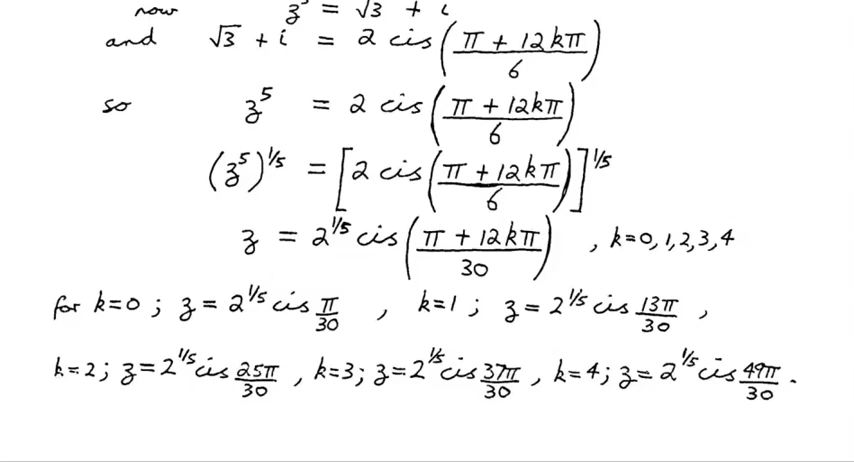 now z⁵ = √3 + i
and √3 + i = 2 cis((π + 12kπ)/6)
so z⁵ = 2 cis((π + 12kπ)/6)
(z⁵)^(1/5) = [2 cis((π + 12kπ)/6)]^(1/5)
z = 2^(1/5) cis((π + 12kπ)/30) , k=0,1,2,3,4
for k=0 ; z = 2^(1/5) cis π/30 , k=1 ; z = 2^(1/5) cis 13π/30 ,
k=2 ; z = 2^(1/5) cis 25π/30 , k=3 ; z = 2^(1/5) cis 37π/30 , k=4 ; z = 2^(1/5) cis 49π/30 .